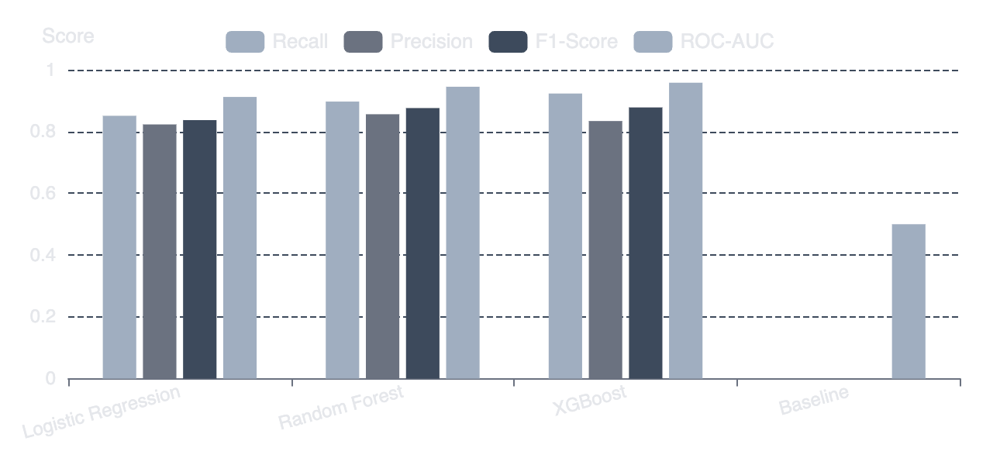 Score
Recall Precision F1-Score ROC-AUC
1
0.8
0.6
0.4
0.2
0
Logistic Regression Random Forest XGBoost Baseline